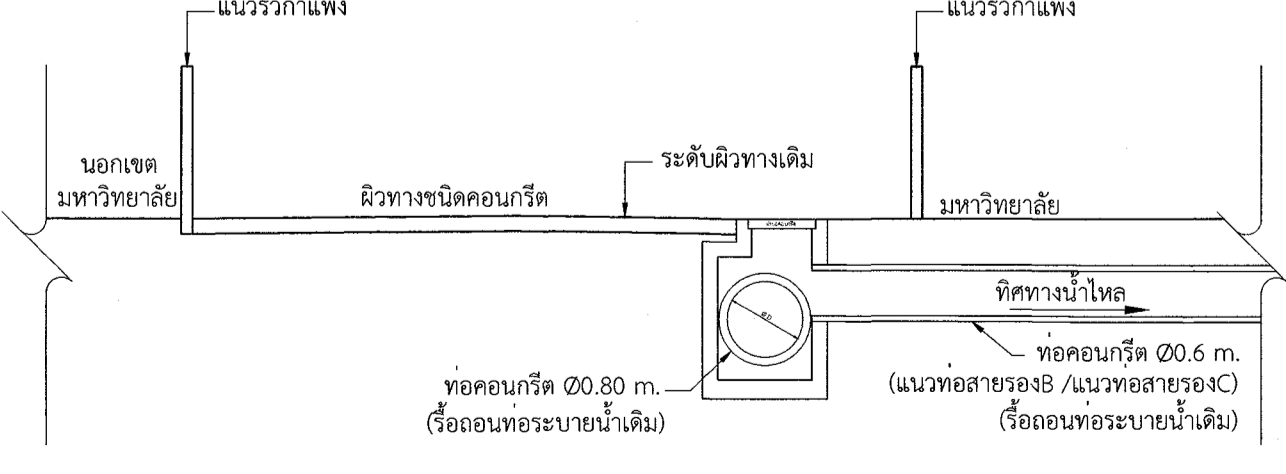 แนวรั้วกำแพง
แนวรั้วกำแพง
นอกเขต
มหาวิทยาลัย
ผิวทางชนิดคอนกรีต
ระดับผิวทางเดิม
มหาวิทยาลัย
ทิศทางน้ำไหล
ท่อคอนกรีต Ø0.80 m.
(รื้อถอนท่อระบายน้ำเดิม)
ท่อคอนกรีต Ø0.6 m.
(แนวท่อสายรองB /แนวท่อสายรองC)
(รื้อถอนท่อระบายน้ำเดิม)